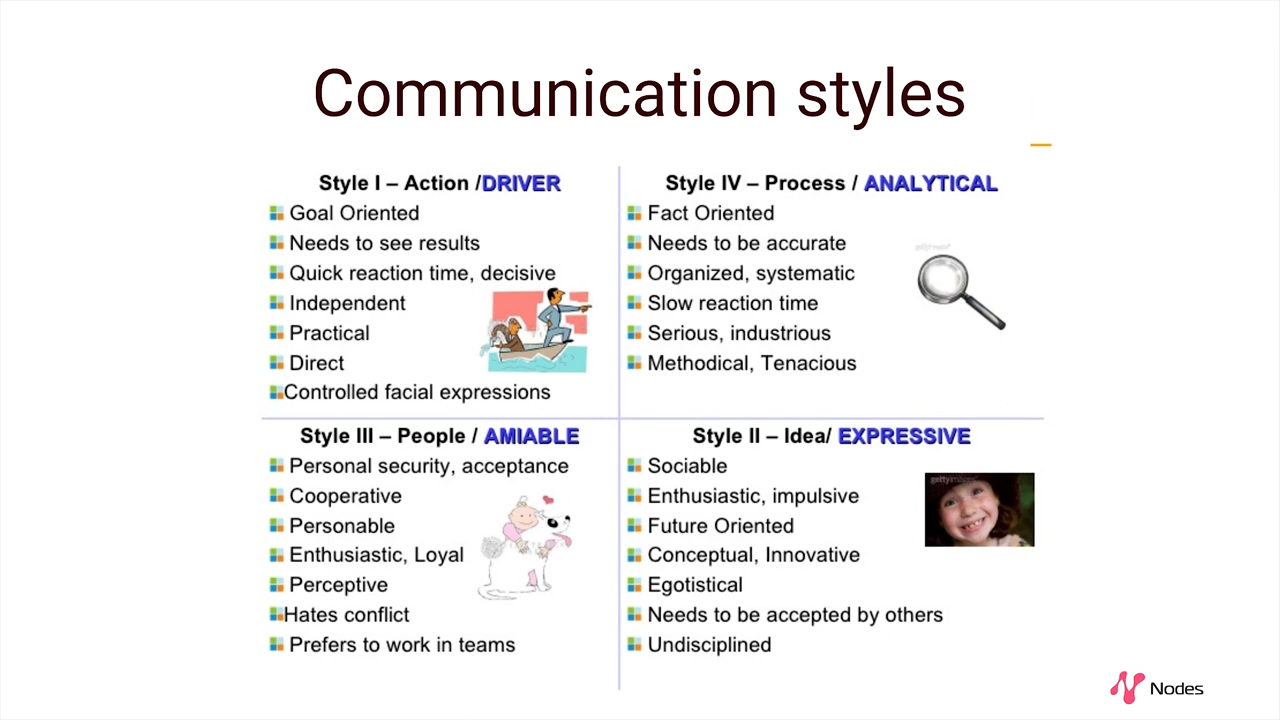 Communication styles
Style I – Action /DRIVER
Goal Oriented
Needs to see results
Quick reaction time, decisive
Independent
Practical
Direct
Controlled facial expressions
Style IV – Process / ANALYTICAL
Fact Oriented
Needs to be accurate
Organized, systematic
Slow reaction time
Serious, industrious
Methodical, Tenacious
Style III – People / AMIABLE
Personal security, acceptance
Cooperative
Personable
Enthusiastic, Loyal
Perceptive
Hates conflict
Prefers to work in teams
Style II – Idea/ EXPRESSIVE
Sociable
Enthusiastic, impulsive
Future Oriented
Conceptual, Innovative
Egotistical
Needs to be accepted by others
Undisciplined
Nodes